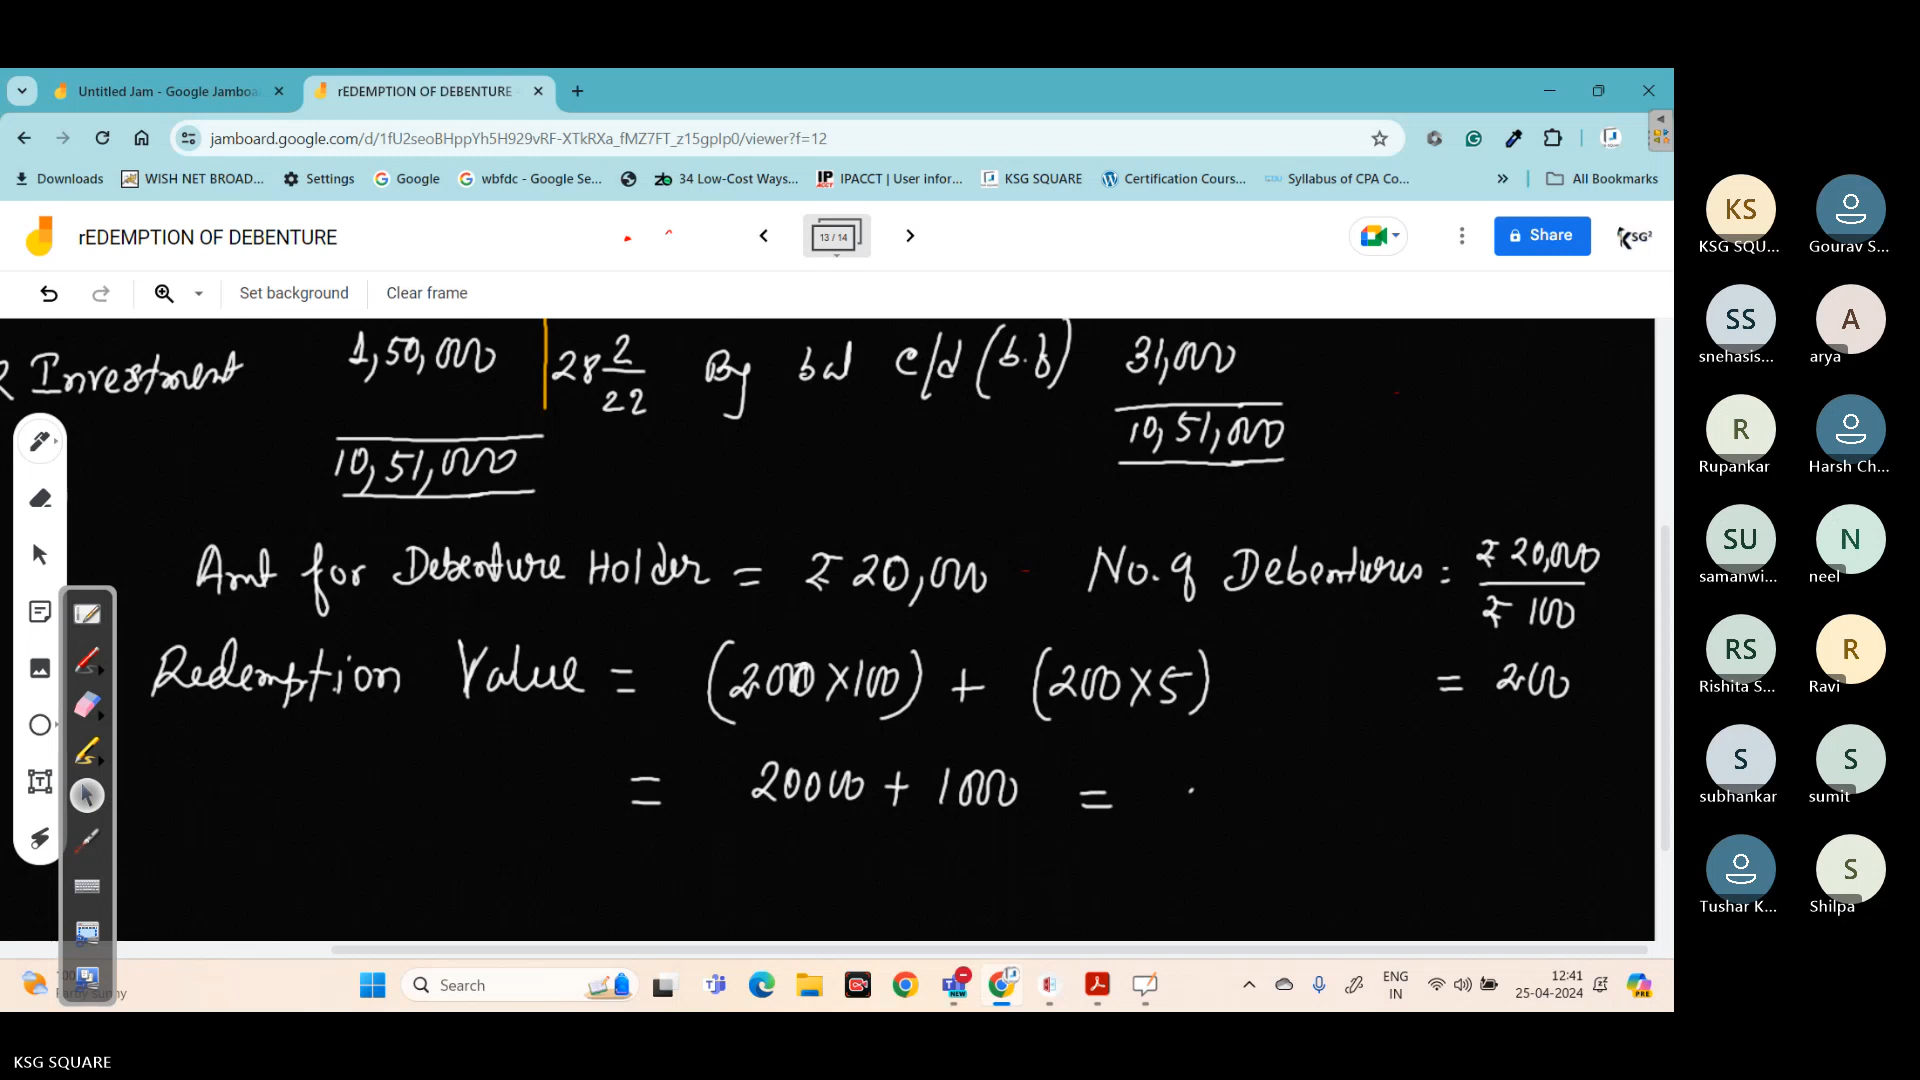 Untitled Jam - Google Jamboa
rEDEMPTION OF DEBENTURE
jamboard.google.com/d/1fU2seoBHppYh5H929vRF-XTkRXa_fMZ7FT_z15gpIp0/viewer?f=12
Downloads WISH NET BROAD... Settings Google wbfdc - Google Se... 34 Low-Cost Ways... IPACCT | User infor... KSG SQUARE Certification Cours... Syllabus of CPA Co... » All Bookmarks
rEDEMPTION OF DEBENTURE 13 / 14 Share KSG²
Set background Clear frame
R Investment 1,50,000 28 2/22 By bal c/d (b.f) 31,000
10,51,000 10,51,000
Amt for Debenture Holder = ₹ 20,000 No. of Debentures = ₹ 20,000 / ₹ 100
Redemption Value = (200 x 100) + (200 x 5) = 200
= 20000 + 1000 =
KS
KSG SQU...
Gourav S...
SS
snehasis...
A
arya
R
Rupankar
Harsh Ch...
SU
samanwi...
N
neel
RS
Rishita S...
R
Ravi
S
subhankar
S
sumit
Tushar K...
S
Shilpa
Search
ENG
IN
12:41
25-04-2024
KSG SQUARE